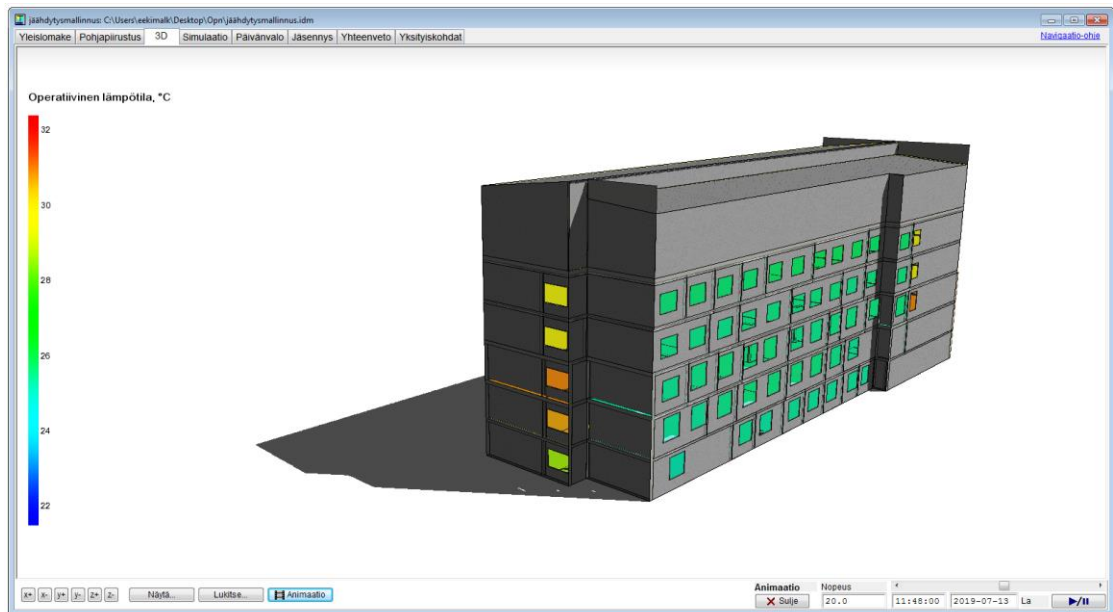 jäähdytysmallinnus: C:\Users\eekimalk\Desktop\Opn\jäähdytysmallinnus.idm
Yleislomake Pohjapiirustus 3D Simulaatio Päivänvalo Jäsennys Yhteenveto Yksityiskohdat Navigaatio-ohje
Operatiivinen lämpötila, °C
32
30
28
26
24
22
Animaatio Nopeus
x+ x- y+ y- z+ z- Näytä... Lukitse... Animaatio Sulje 20.0 11:48:00 2019-07-13 La